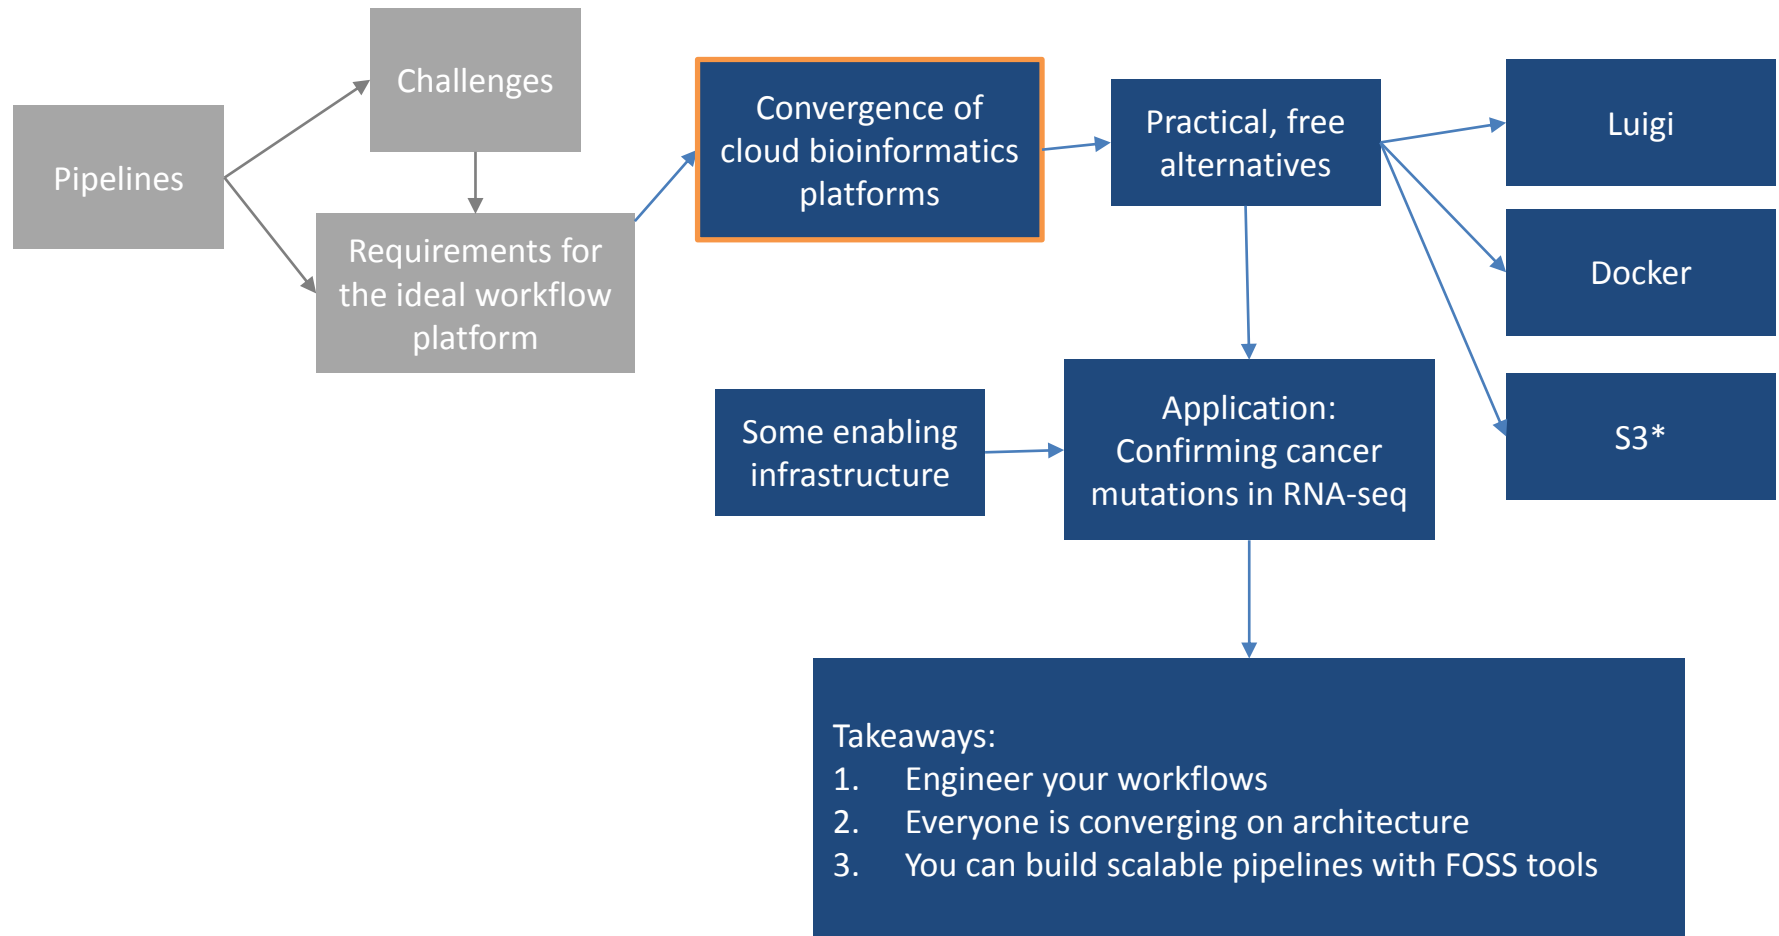 Pipelines
Challenges
Requirements for
the ideal workflow
platform
Convergence of
cloud bioinformatics
platforms
Practical, free
alternatives
Luigi
Docker
S3*
Some enabling
infrastructure
Application:
Confirming cancer
mutations in RNA-seq
Takeaways:
1. Engineer your workflows
2. Everyone is converging on architecture
3. You can build scalable pipelines with FOSS tools